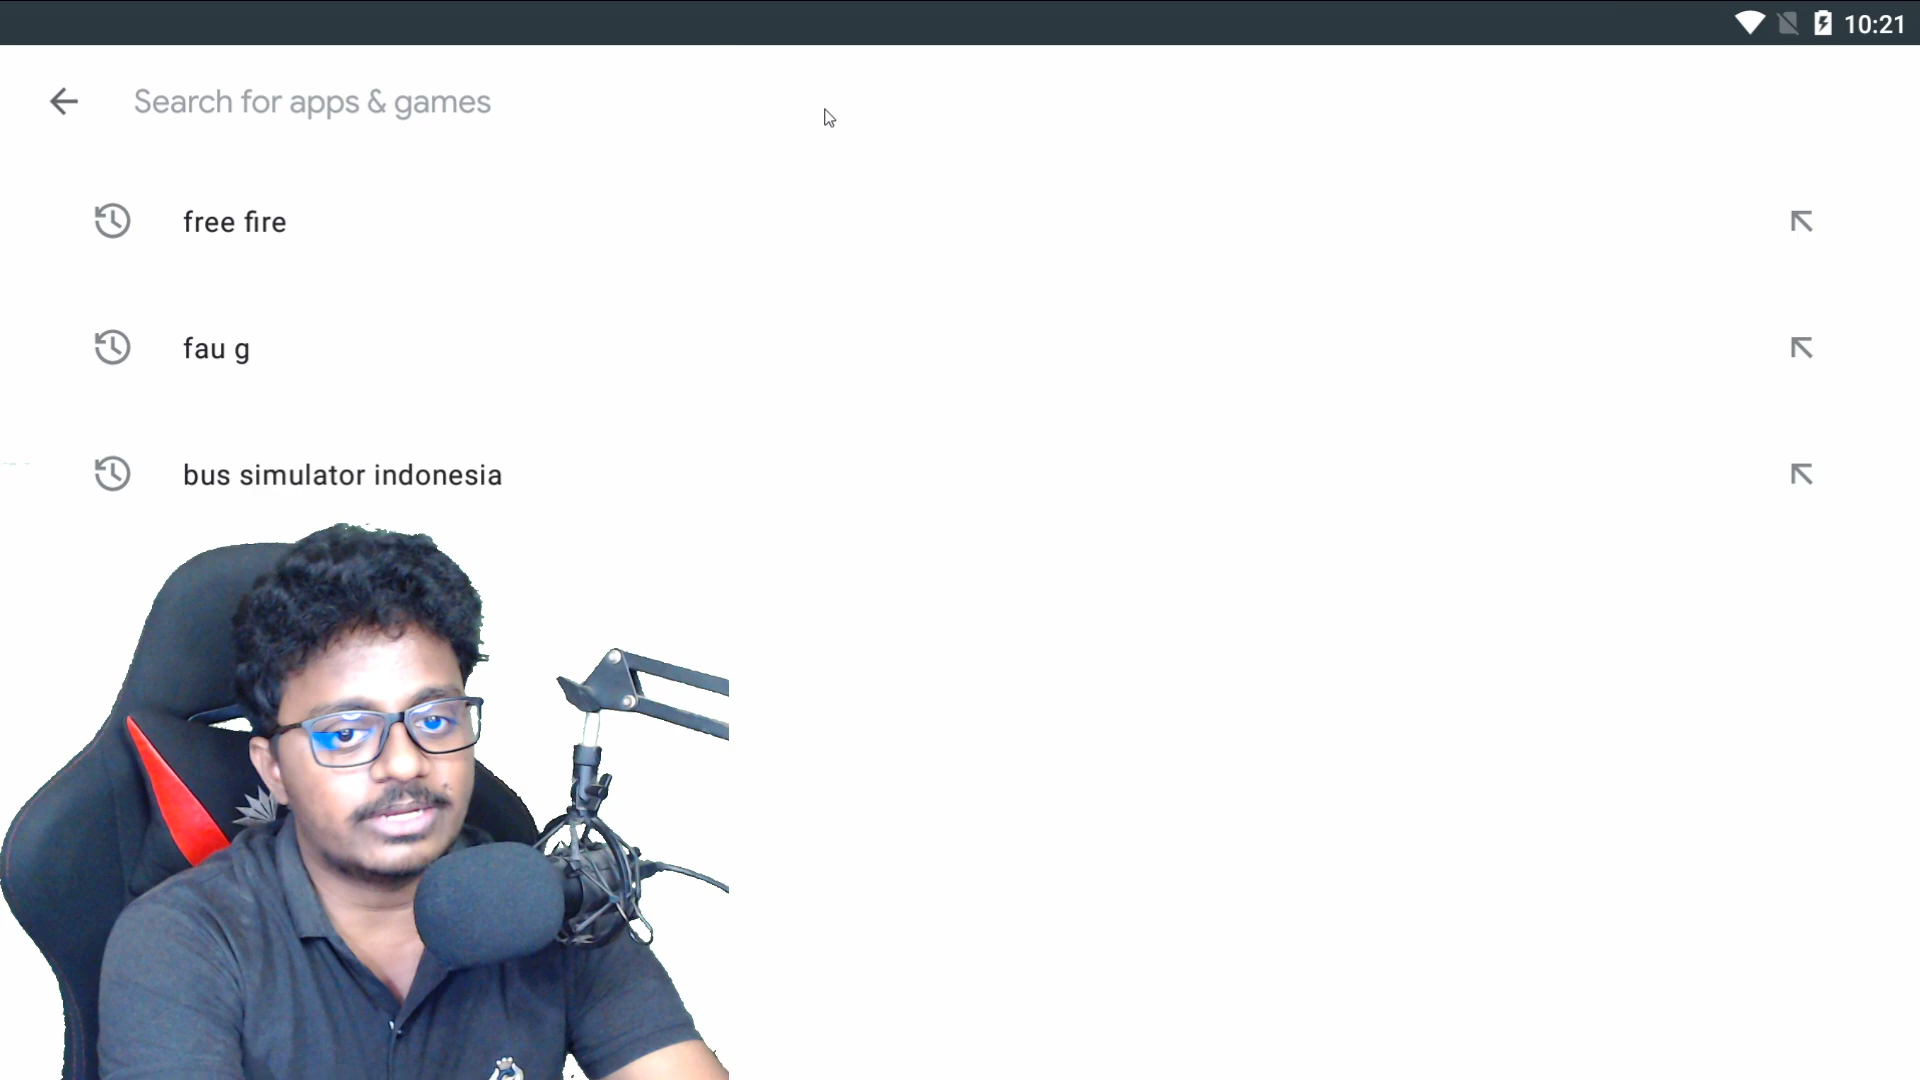 10:21
Search for apps & games
free fire
fau g
bus simulator indonesia